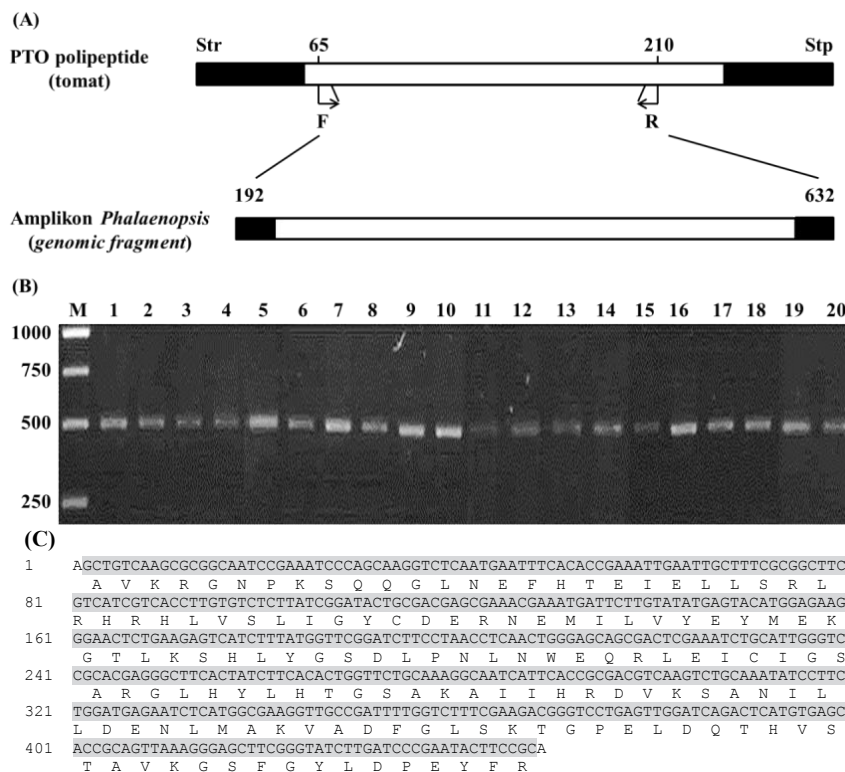 (A)
Str 65 210 Stp
PTO polipeptide
(tomat)
F R
192 632
Amplikon Phalaenopsis
(genomic fragment)
(B)
M 1 2 3 4 5 6 7 8 9 10 11 12 13 14 15 16 17 18 19 20
1000
750
500
250
(C)
1 AGCTGTCAAGCGCGGCAATCCGAAATCCCAGCAAGGTCTCAATGAATTTCACACCGAAATTGAATTGCTTTCGCGGCTTC
A V K R G N P K S Q Q G L N E F H T E I E L L S R L
81 GTCATCGTCACCTTGTGTCTCTTATCGGATACTGCGACGAGCGAAACGAAATGATTCTTGTATATGAGTACATGGAGAAG
R H R H L V S L I G Y C D E R N E M I L V Y E Y M E K
161 GGAACTCTGAAGAGTCATCTTTATGGTTCGGATCTTCCTAACCTCAACTGGGAGCAGCGACTCGAAATCTGCATTGGGTC
G T L K S H L Y G S D L P N L N W E Q R L E I C I G S
241 CGCACGAGGGCTTCACTATCTTCACACTGGTTCTGCAAAGGCAATCATTCACCGCGACGTCAAGTCTGCAAATATCCTTC
A R G L H Y L H T G S A K A I I H R D V K S A N I L
321 TGGATGAGAATCTCATGGCGAAGGTTGCCGATTTTGGTCTTTCGAAGACGGGTCCTGAGTTGGATCAGACTCATGTGAGC
L D E N L M A K V A D F G L S K T G P E L D Q T H V S
401 ACCGCAGTTAAAGGGAGCTTCGGGTATCTTGATCCCGAATACTTCCGCA
T A V K G S F G Y L D P E Y F R